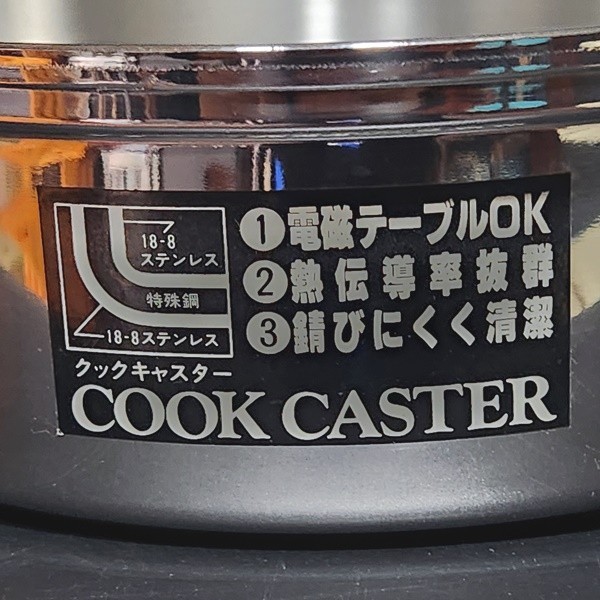 18-8
ステンレス
特殊鋼
18-8ステンレス
①電磁テーブルOK
②熱伝導率抜群
③錆びにくく清潔
クックキャスター
COOK CASTER